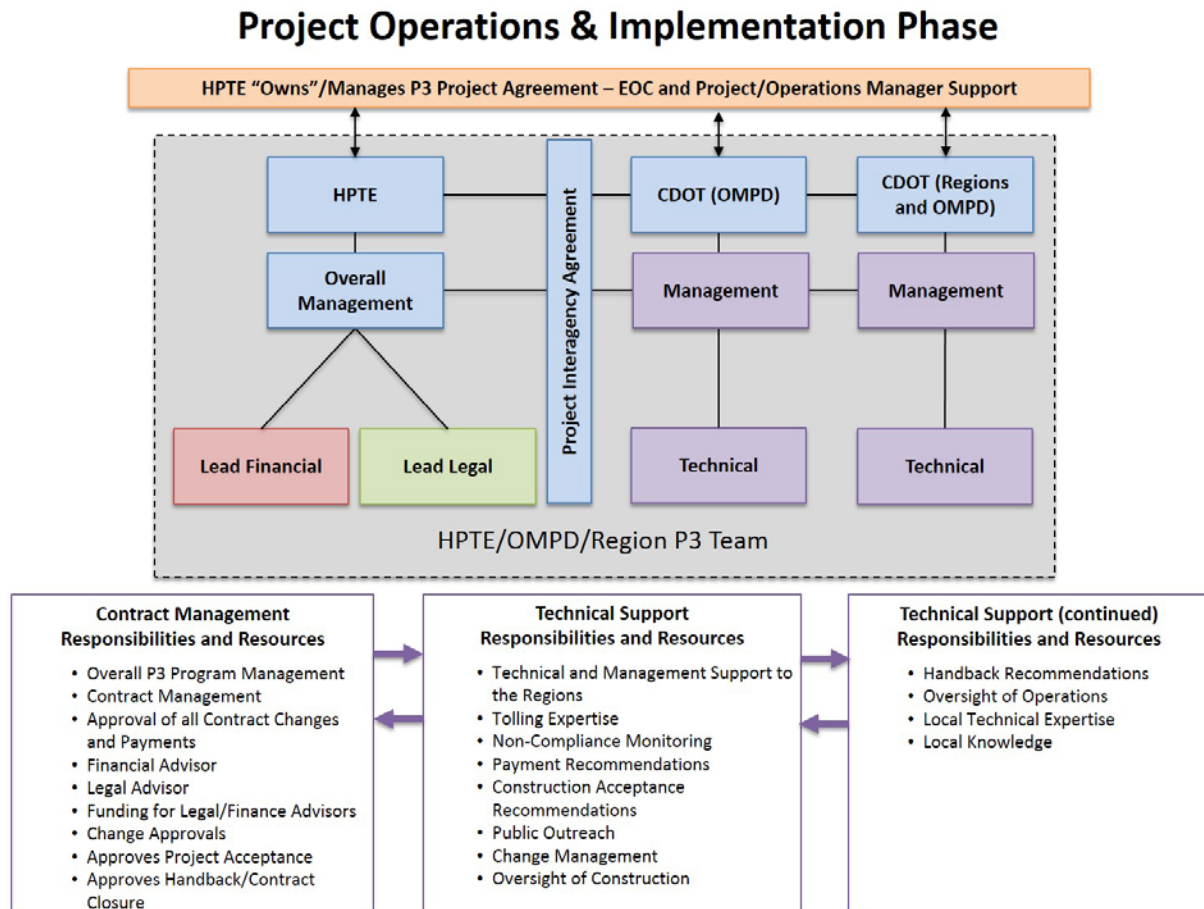 Project Operations & Implementation Phase
HPTE “Owns”/Manages P3 Project Agreement – EOC and Project/Operations Manager Support
HPTE
CDOT (OMPD)
CDOT (Regions
and OMPD)
Project Interagency Agreement
Overall
Management
Management
Management
Lead Financial
Lead Legal
Technical
Technical
HPTE/OMPD/Region P3 Team
Contract Management
Responsibilities and Resources
• Overall P3 Program Management
• Contract Management
• Approval of all Contract Changes
and Payments
• Financial Advisor
• Legal Advisor
• Funding for Legal/Finance Advisors
• Change Approvals
• Approves Project Acceptance
• Approves Handback/Contract
Closure
Technical Support
Responsibilities and Resources
• Technical and Management Support to
the Regions
• Tolling Expertise
• Non-Compliance Monitoring
• Payment Recommendations
• Construction Acceptance
Recommendations
• Public Outreach
• Change Management
• Oversight of Construction
Technical Support (continued)
Responsibilities and Resources
• Handback Recommendations
• Oversight of Operations
• Local Technical Expertise
• Local Knowledge